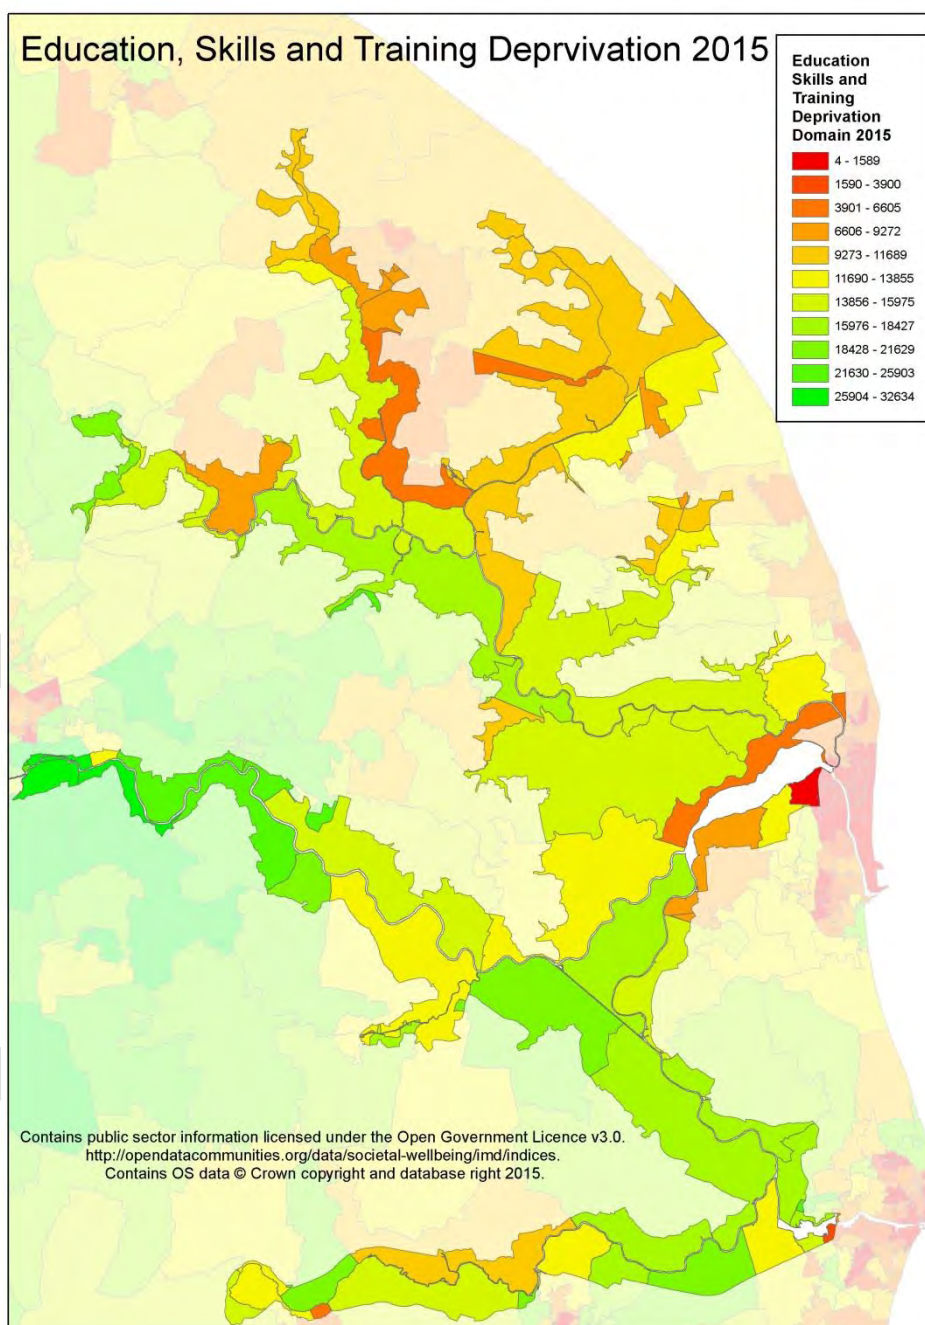 Education, Skills and Training Deprvivation 2015
Education
Skills and
Training
Deprivation
Domain 2015
4 - 1589
1590 - 3900
3901 - 6605
6606 - 9272
9273 - 11689
11690 - 13855
13856 - 15975
15976 - 18427
18428 - 21629
21630 - 25903
25904 - 32634
Contains public sector information licensed under the Open Government Licence v3.0.
http://opendatacommunities.org/data/societal-wellbeing/imd/indices.
Contains OS data © Crown copyright and database right 2015.